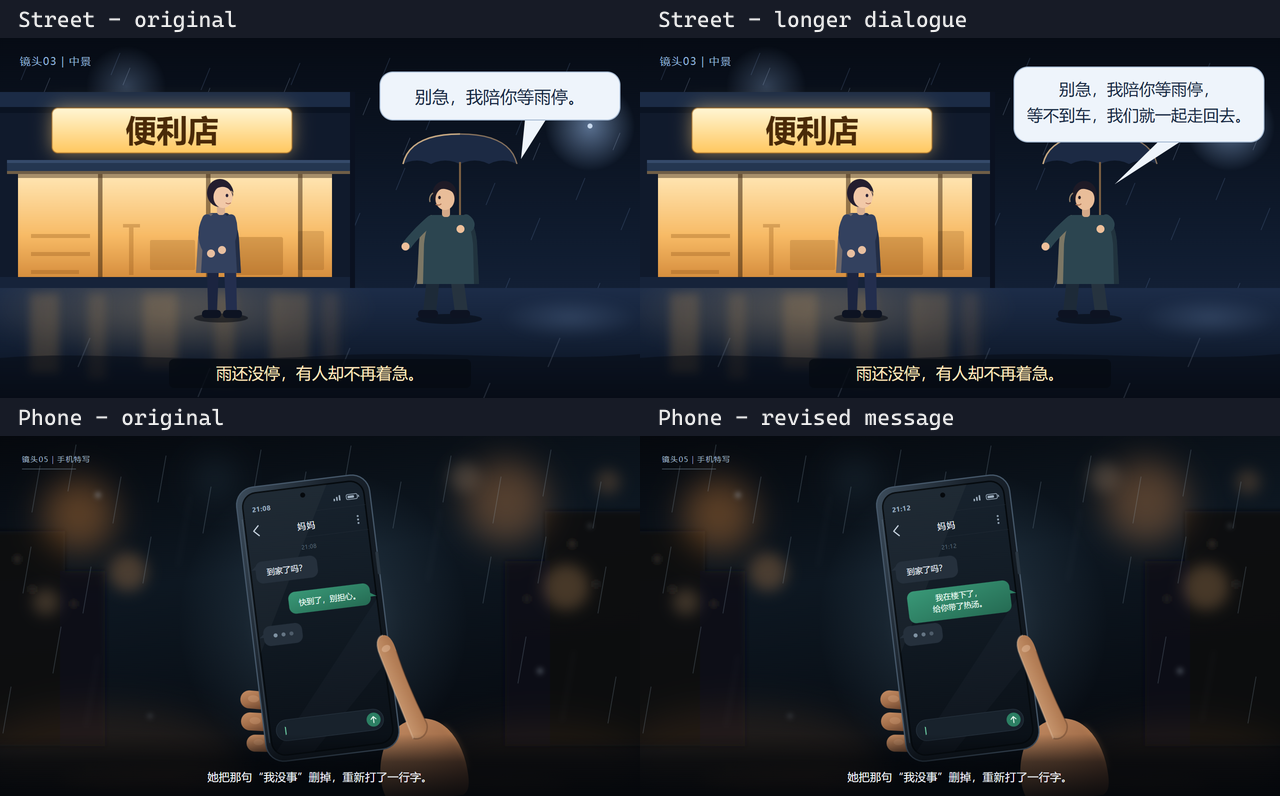 Street - original
镜头03 | 中景
别急，我陪你等雨停。
便利店
雨还没停，有人却不再着急。
Street - longer dialogue
镜头03 | 中景
别急，我陪你等雨停，
等不到车，我们就一起走回去。
便利店
雨还没停，有人却不再着急。
Phone - original
镜头05 | 手机特写
21:08
妈妈
21:08
到家了吗？
快到了，别担心。
她把那句“我没事”删掉，重新打了一行字。
Phone - revised message
镜头05 | 手机特写
21:12
妈妈
21:12
到家了吗？
我在楼下了，
给你带了热汤。
她把那句“我没事”删掉，重新打了一行字。